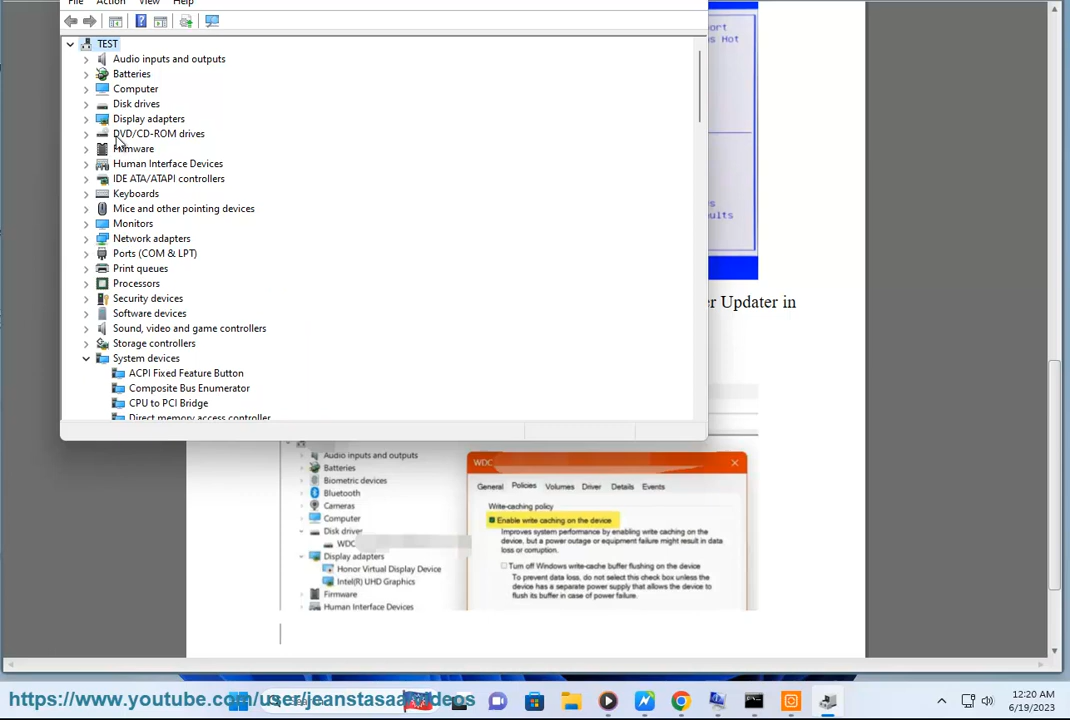 File Action View Help
TEST
Audio inputs and outputs
Batteries
Computer
Disk drives
Display adapters
DVD/CD-ROM drives
Firmware
Human Interface Devices
IDE ATA/ATAPI controllers
Keyboards
Mice and other pointing devices
Monitors
Network adapters
Ports (COM & LPT)
Print queues
Processors
Security devices
Software devices
Sound, video and game controllers
Storage controllers
System devices
ACPI Fixed Feature Button
Composite Bus Enumerator
CPU to PCI Bridge
Direct memory access controller
ort
s Hot
s
ults
er Updater in
Audio inputs and outputs
Batteries
Biometric devices
Bluetooth
Cameras
Computer
Disk drives
WDC
Display adapters
Honor Virtual Display Device
Intel(R) UHD Graphics
Firmware
Human Interface Devices
WDC
General Policies Volumes Driver Details Events
Write-caching policy
Enable write caching on the device
Improves system performance by enabling write caching on the
device, but a power outage or equipment failure might result in data
loss or corruption.
Turn off Windows write-cache buffer flushing on the device
To prevent data loss, do not select this check box unless the
device has a separate power supply that allows the device to
flush its buffer in case of power failure.
https://www.youtube.com/user/jeanstasaavideos
12:20 AM
6/19/2023